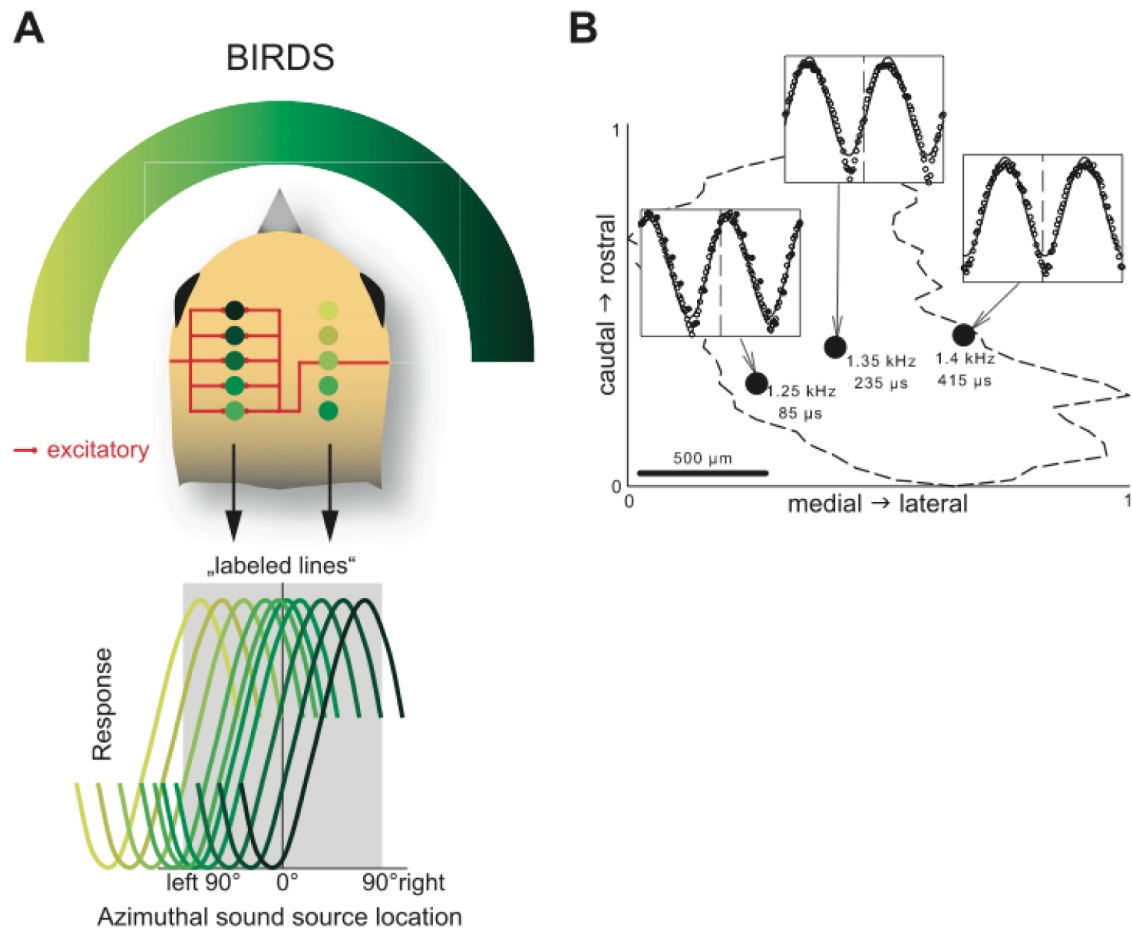 A
BIRDS
excitatory
„labeled lines“
Response
left 90°
0°
90°right
Azimuthal sound source location
B
1
caudal → rostral
1.25 kHz
85 µs
1.35 kHz
235 µs
1.4 kHz
415 µs
500 µm
0
0
medial → lateral
1